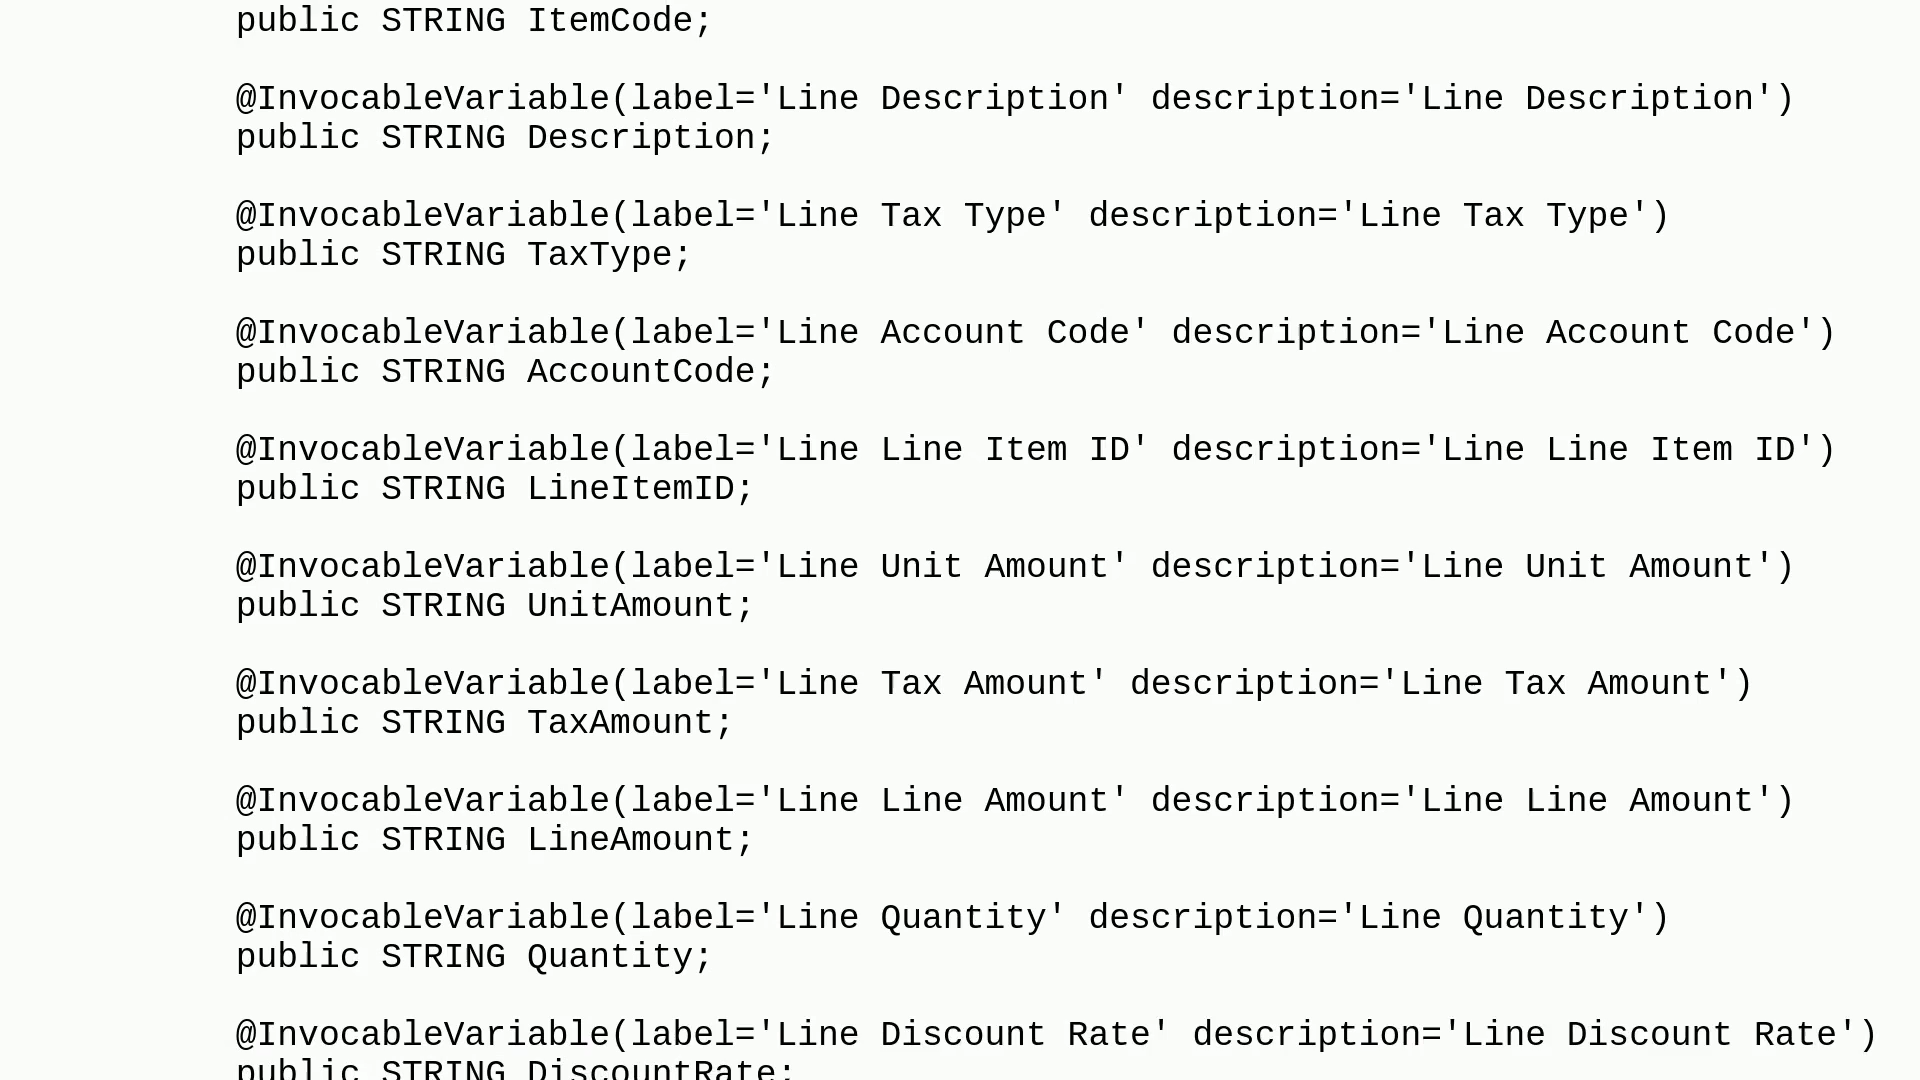 public STRING ItemCode;
@InvocableVariable(label='Line Description' description='Line Description')
public STRING Description;
@InvocableVariable(label='Line Tax Type' description='Line Tax Type')
public STRING TaxType;
@InvocableVariable(label='Line Account Code' description='Line Account Code')
public STRING AccountCode;
@InvocableVariable(label='Line Line Item ID' description='Line Line Item ID')
public STRING LineItemID;
@InvocableVariable(label='Line Unit Amount' description='Line Unit Amount')
public STRING UnitAmount;
@InvocableVariable(label='Line Tax Amount' description='Line Tax Amount')
public STRING TaxAmount;
@InvocableVariable(label='Line Line Amount' description='Line Line Amount')
public STRING LineAmount;
@InvocableVariable(label='Line Quantity' description='Line Quantity')
public STRING Quantity;
@InvocableVariable(label='Line Discount Rate' description='Line Discount Rate')
public STRING DiscountRate;